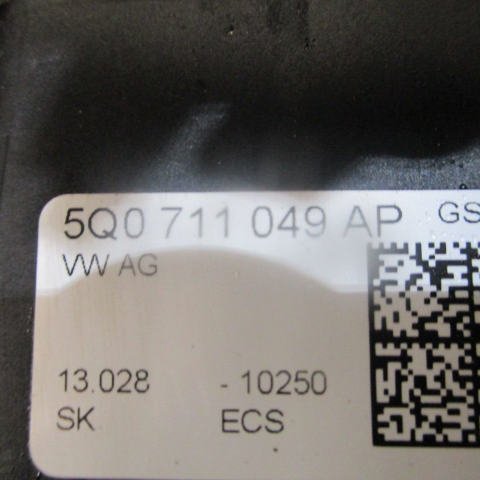 5Q0 711 049 AP GS
VW AG
13.028 - 10250
SK ECS